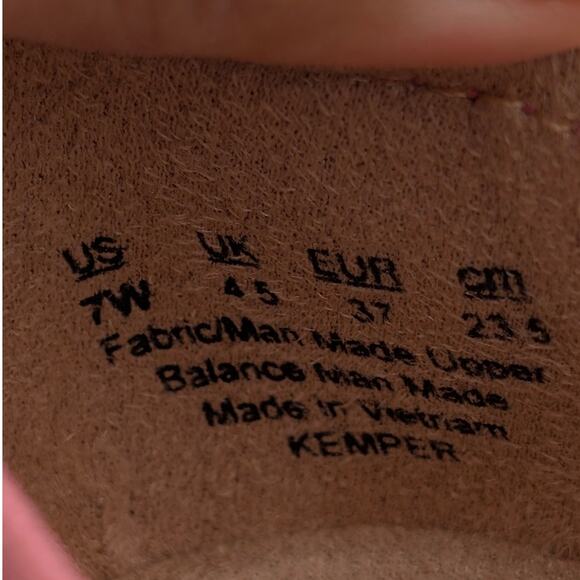 US UK EUR cm
7W 4 5 37 23 5
Fabric/Man Made Upper
Balance Man Made
Made in Vietnam
KEMPER